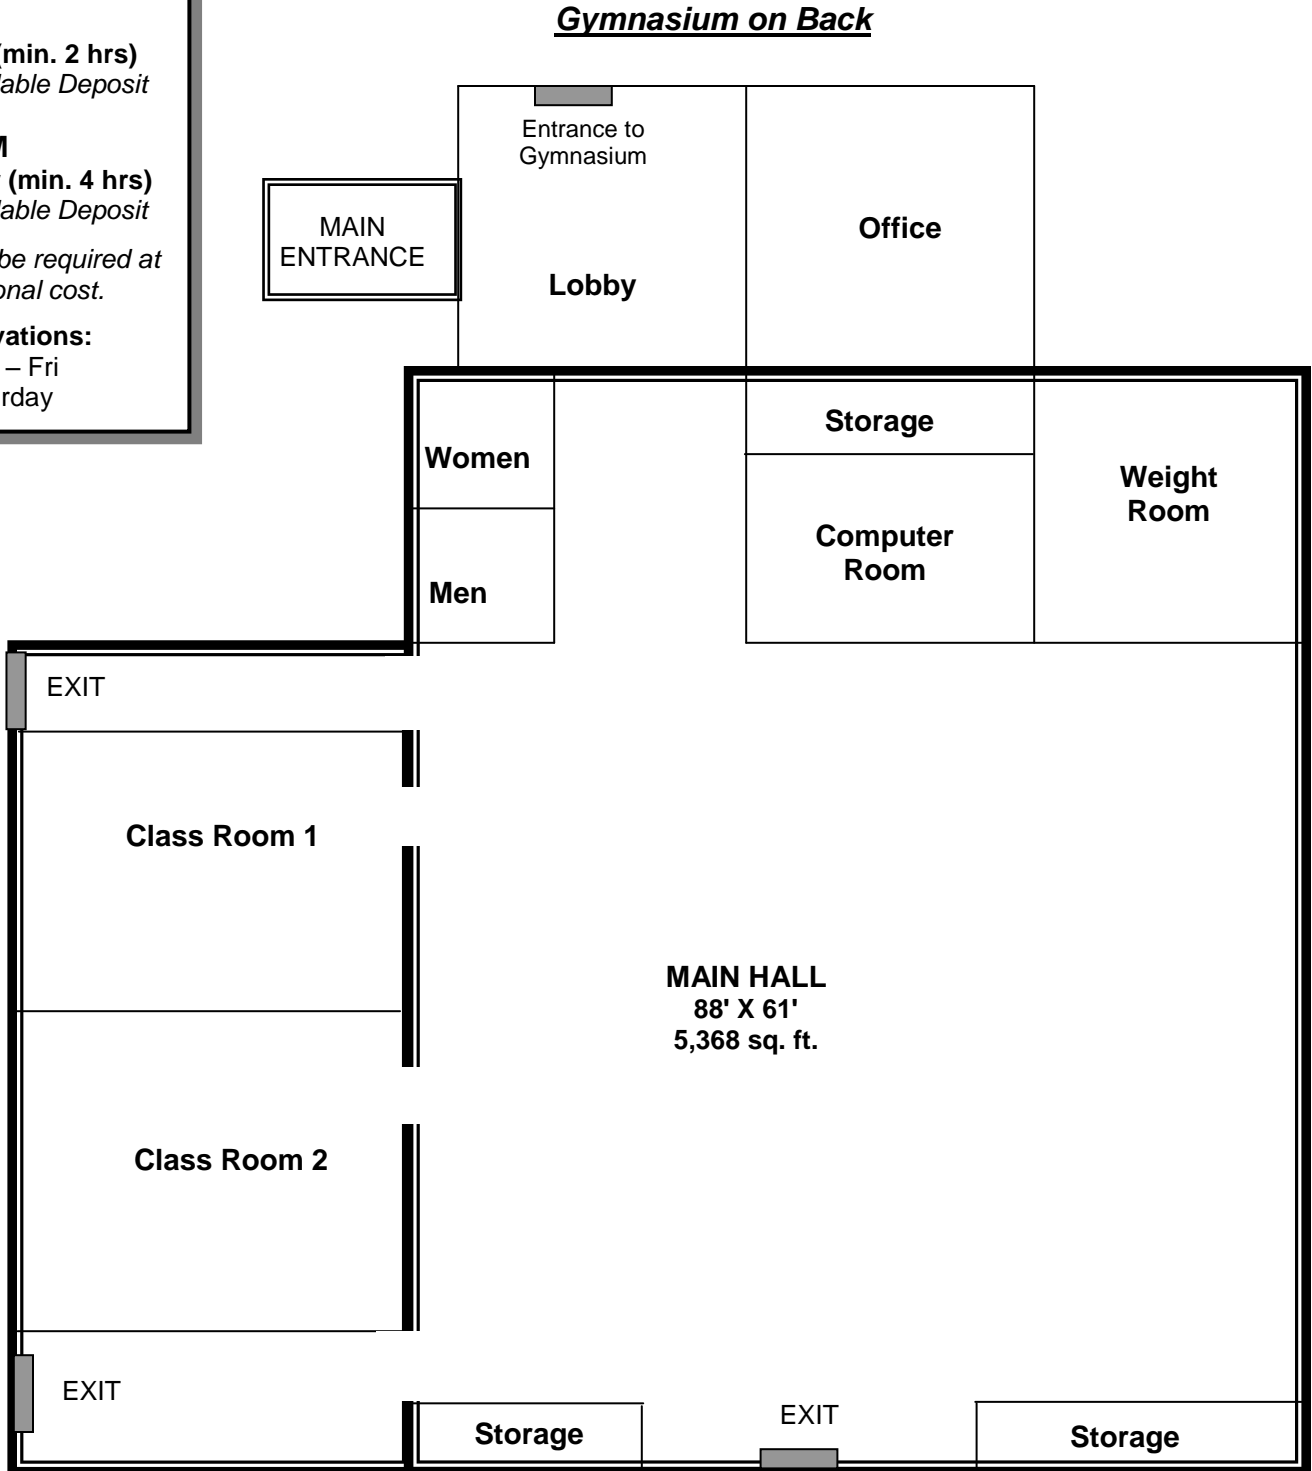 Gymnasium on Back
(min. 2 hrs)
able Deposit
M
(min. 4 hrs)
able Deposit
be required at
onal cost.
vations:
– Fri
rday
Entrance to
Gymnasium
MAIN
ENTRANCE
Lobby
Office
Women
Men
Storage
Computer
Room
Weight
Room
EXIT
Class Room 1
MAIN HALL
88' X 61'
5,368 sq. ft.
Class Room 2
EXIT
Storage
EXIT
Storage